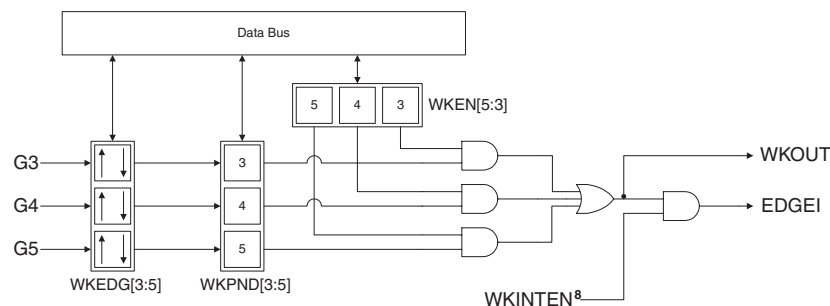 Data Bus
5 4 3 WKEN[5:3]
G3 3 WKOUT
G4 4 EDGEI
G5 5
WKEDG[3:5] WKPND[3:5]
WKINTEN⁸